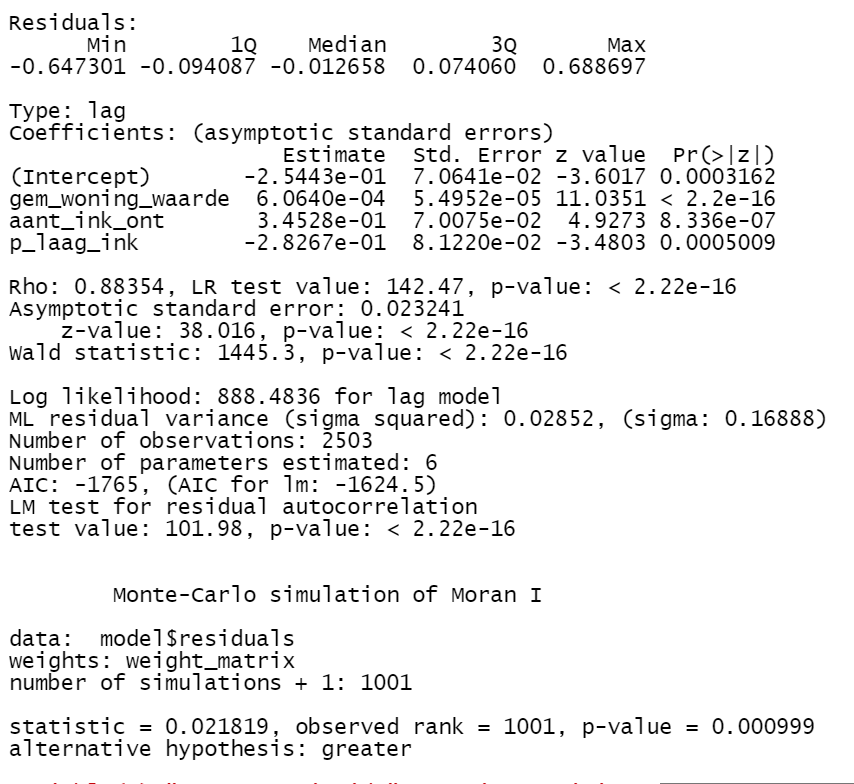 Residuals:
Min 1Q Median 3Q Max
-0.647301 -0.094087 -0.012658 0.074060 0.688697
Type: lag
Coefficients: (asymptotic standard errors)
Estimate Std. Error z value Pr(>|z|)
(Intercept) -2.5443e-01 7.0641e-02 -3.6017 0.0003162
gem_woning_waarde 6.0640e-04 5.4952e-05 11.0351 < 2.2e-16
aant_ink_ont 3.4528e-01 7.0075e-02 4.9273 8.336e-07
p_laag_ink -2.8267e-01 8.1220e-02 -3.4803 0.0005009
Rho: 0.88354, LR test value: 142.47, p-value: < 2.22e-16
Asymptotic standard error: 0.023241
z-value: 38.016, p-value: < 2.22e-16
Wald statistic: 1445.3, p-value: < 2.22e-16
Log likelihood: 888.4836 for lag model
ML residual variance (sigma squared): 0.02852, (sigma: 0.16888)
Number of observations: 2503
Number of parameters estimated: 6
AIC: -1765, (AIC for lm: -1624.5)
LM test for residual autocorrelation
test value: 101.98, p-value: < 2.22e-16
Monte-Carlo simulation of Moran I
data: model$residuals
weights: weight_matrix
number of simulations + 1: 1001
statistic = 0.021819, observed rank = 1001, p-value = 0.000999
alternative hypothesis: greater